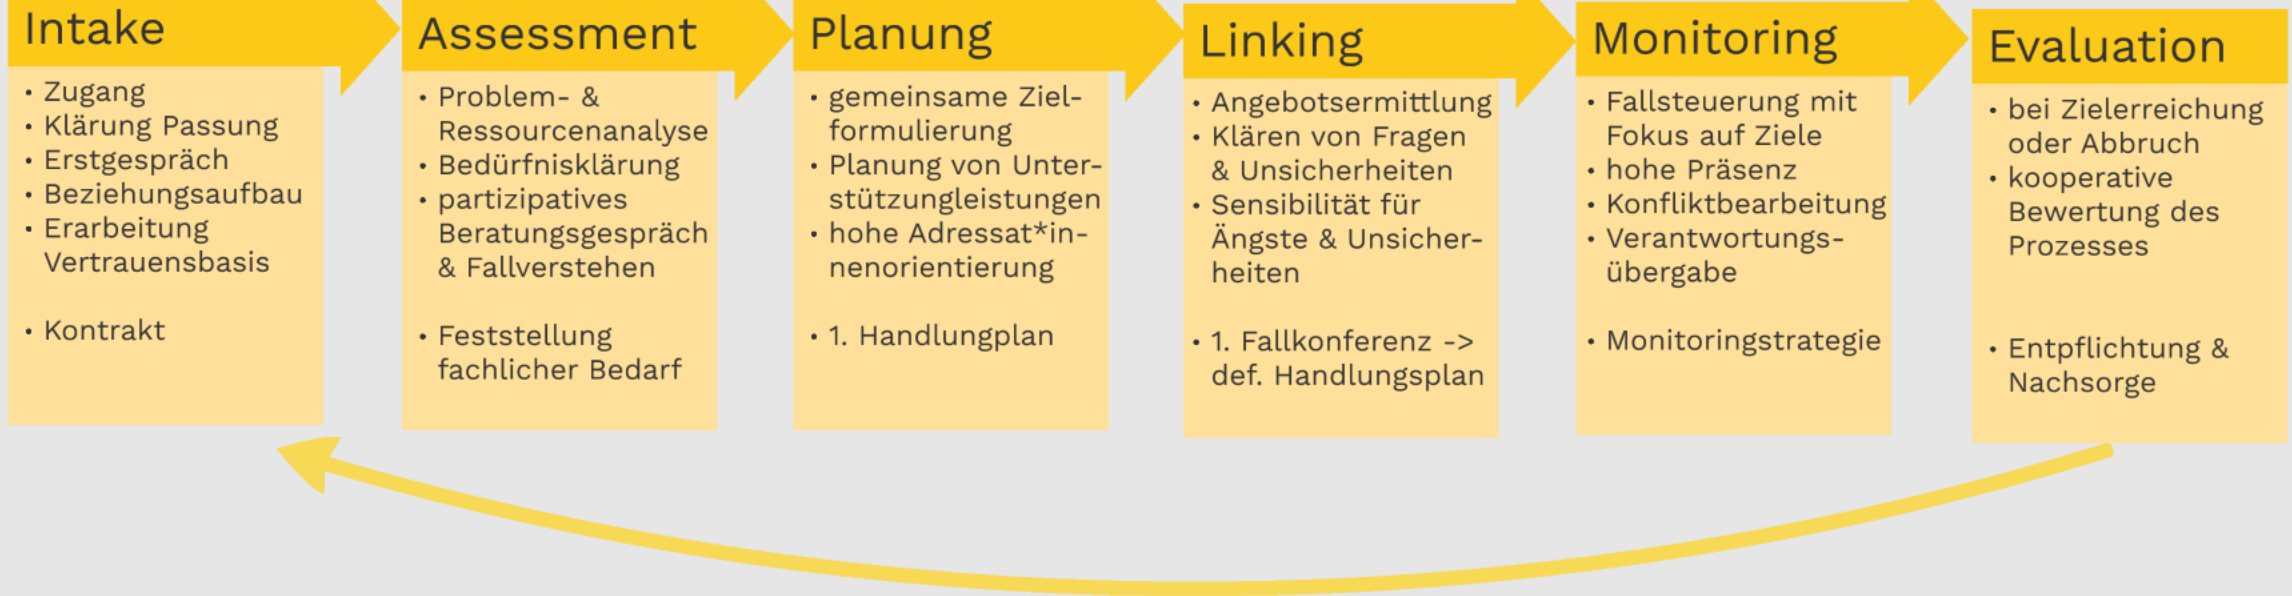 Intake
• Zugang
• Klärung Passung
• Erstgespräch
• Beziehungsaufbau
• Erarbeitung
Vertrauensbasis
• Kontrakt
Assessment
• Problem- &
Ressourcenanalyse
• Bedürfnisklärung
• partizipatives
Beratungsgespräch
& Fallverstehen
• Feststellung
fachlicher Bedarf
Planung
• gemeinsame Ziel-
formulierung
• Planung von Unter-
stützungleistungen
• hohe Adressat*in-
nenorientierung
• 1. Handlungplan
Linking
• Angebotsermittlung
• Klären von Fragen
& Unsicherheiten
• Sensibilität für
Ängste & Unsicher-
heiten
• 1. Fallkonferenz ->
def. Handlungsplan
Monitoring
• Fallsteuerung mit
Fokus auf Ziele
• hohe Präsenz
• Konfliktbearbeitung
• Verantwortungs-
übergabe
• Monitoringstrategie
Evaluation
• bei Zielerreichung
oder Abbruch
• kooperative
Bewertung des
Prozesses
• Entpflichtung &
Nachsorge